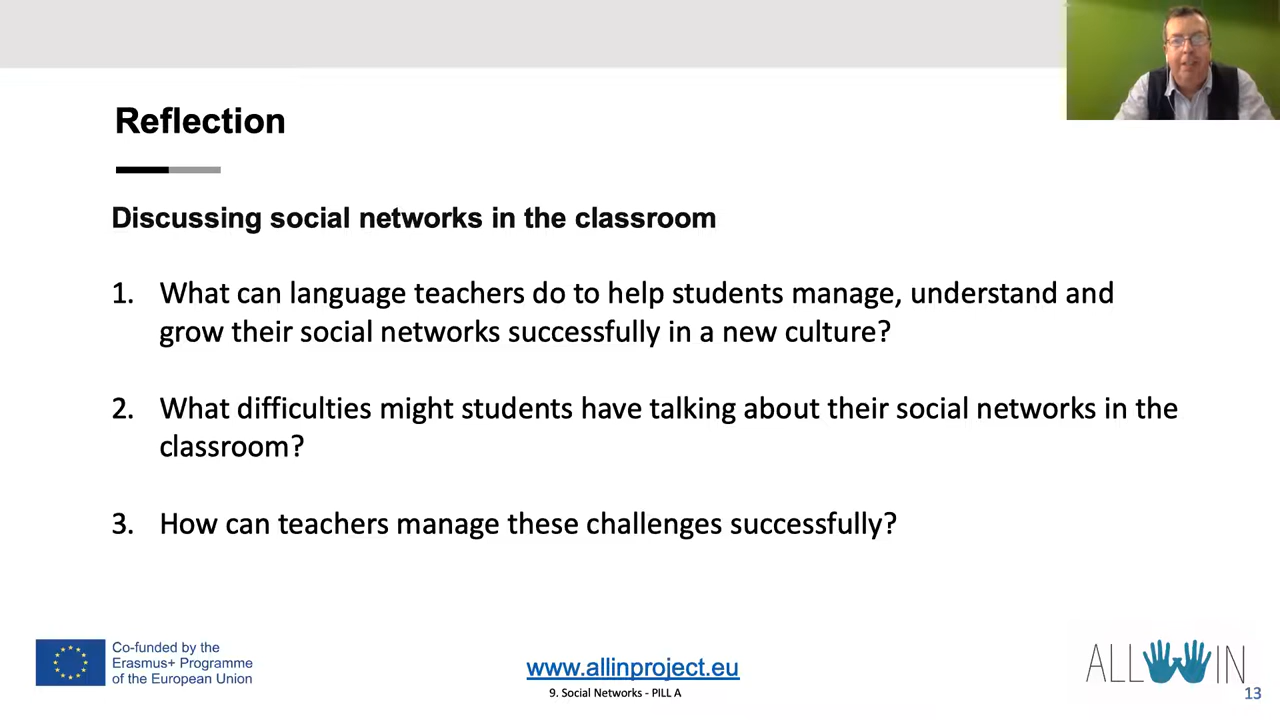 Reflection
Discussing social networks in the classroom
1. What can language teachers do to help students manage, understand and
grow their social networks successfully in a new culture?
2. What difficulties might students have talking about their social networks in the
classroom?
3. How can teachers manage these challenges successfully?
Co-funded by the
Erasmus+ Programme
of the European Union
www.allinproject.eu
9. Social Networks - PILL A
ALL IN
13